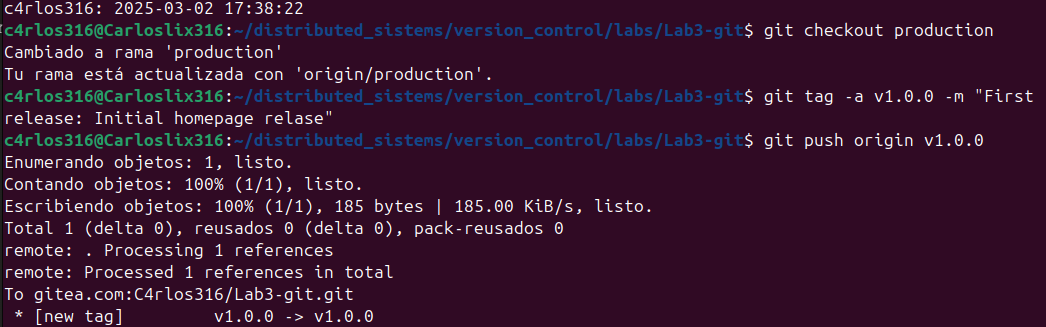 c4rlos316: 2025-03-02 17:38:22
c4rlos316@Carloslix316:~/distributed_sistems/version_control/labs/Lab3-git$ git checkout production
Cambiado a rama 'production'
Tu rama está actualizada con 'origin/production'.
c4rlos316@Carloslix316:~/distributed_sistems/version_control/labs/Lab3-git$ git tag -a v1.0.0 -m "First
release: Initial homepage relase"
c4rlos316@Carloslix316:~/distributed_sistems/version_control/labs/Lab3-git$ git push origin v1.0.0
Enumerando objetos: 1, listo.
Contando objetos: 100% (1/1), listo.
Escribiendo objetos: 100% (1/1), 185 bytes | 185.00 KiB/s, listo.
Total 1 (delta 0), reusados 0 (delta 0), pack-reusados 0
remote: . Processing 1 references
remote: Processed 1 references in total
To gitea.com:C4rlos316/Lab3-git.git
 * [new tag]         v1.0.0 -> v1.0.0